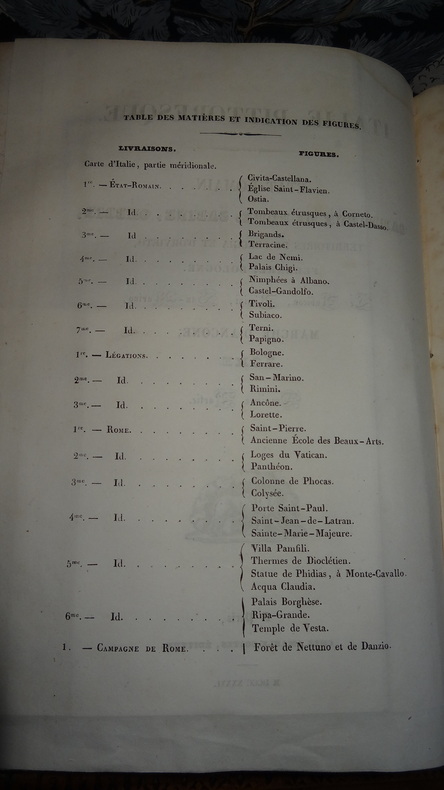 TABLE DES MATIÈRES ET INDICATION DES FIGURES.
LIVRAISONS. FIGURES.
Carte d'Italie, partie méridionale.
1re. — ÉTAT-ROMAIN. . . . . . { Civita-Castellana.
Église Saint-Flavien.
Ostia.
2me. — Id. . . . . . . . { Tombeaux étrusques, à Corneto.
Tombeaux étrusques, à Castel-Dasso.
3me. — Id . . . . . . . . { Brigands.
Terracine.
4me. — Id. . . . . . . . { Lac de Nemi.
Palais Chigi.
5me. — Id. . . . . . . . { Nimphées à Albano.
Castel-Gandolfo.
6me. — Id. . . . . . . . { Tivoli.
Subiaco.
7me. — Id. . . . . . . . { Terni.
Papigno.
1re. — LÉGATIONS. . . . . . . { Bologne.
Ferrare.
2me. — Id. . . . . . . . { San-Marino.
Rimini.
3me. — Id. . . . . . . . { Ancône.
Lorette.
1re. — ROME. . . . . . . . { Saint-Pierre.
Ancienne École des Beaux-Arts.
2me. — Id. . . . . . . . { Loges du Vatican.
Panthéon.
3me. — Id. . . . . . . . { Colonne de Phocas.
Colysée.
4me. — Id. . . . . . . . { Porte Saint-Paul.
Saint-Jean-de-Latran.
Sainte-Marie-Majeure.
5me. — Id. . . . . . . . { Villa Pamfili.
Thermes de Dioclétien.
Statue de Phidias, à Monte-Cavallo.
Acqua Claudia.
6me. — Id. . . . . . . . { Palais Borghèse.
Ripa-Grande.
Temple de Vesta.
1. — CAMPAGNE DE ROME. . . . . { Forêt de Nettuno et de Danzio.